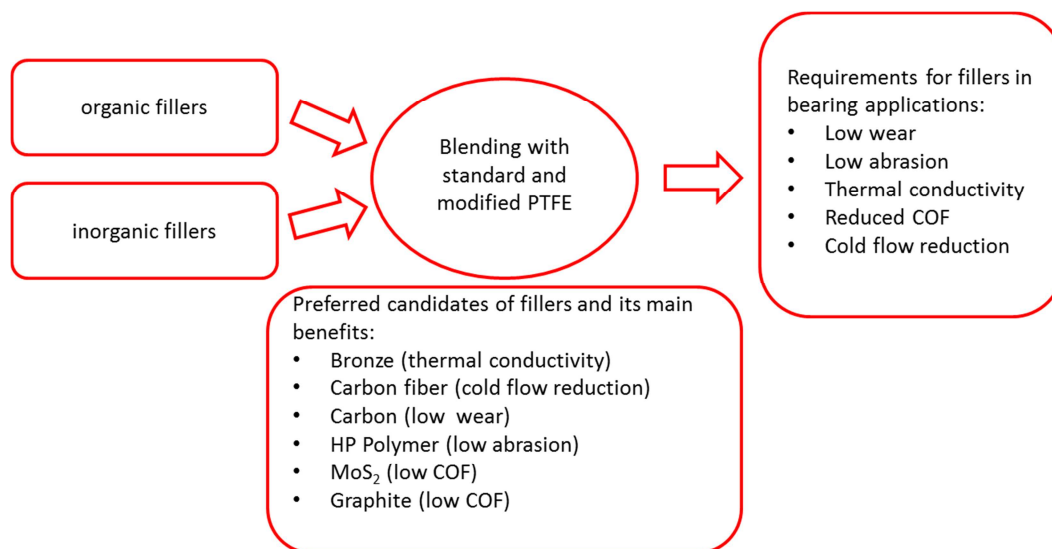 organic fillers
inorganic fillers
Blending with
standard and
modified PTFE
Requirements for fillers in
bearing applications:
• Low wear
• Low abrasion
• Thermal conductivity
• Reduced COF
• Cold flow reduction
Preferred candidates of fillers and its main
benefits:
• Bronze (thermal conductivity)
• Carbon fiber (cold flow reduction)
• Carbon (low wear)
• HP Polymer (low abrasion)
• MoS₂ (low COF)
• Graphite (low COF)